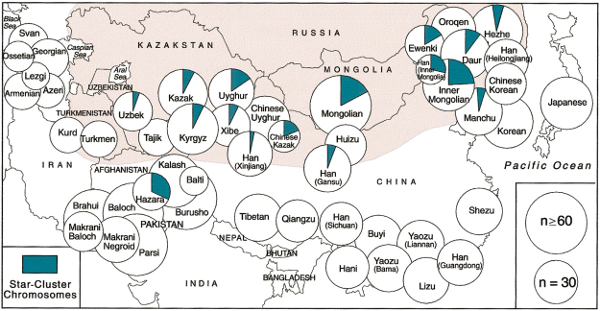 Black
Sea
Svan
Georgian
Ossetian
Lezgi
Armenian
Azeri
Caspian
Sea
Aral
Sea
KAZAKSTAN
RUSSIA
MONGOLIA
UZBEKISTAN
TURKMENISTAN
Kurd
Turkmen
Uzbek
Tajik
Kazak
Kyrgyz
Uyghur
Xibe
Chinese
Uyghur
Chinese
Kazak
Han
(Xinjiang)
Mongolian
Huizu
Han
(Gansu)
Oroqen
Ewenki
Hezhe
Daur
Han
(Heilongjiang)
Han
(Inner
Mongolia)
Inner
Mongolian
Chinese
Korean
Manchu
Korean
Japanese
IRAN
AFGHANISTAN
Kalash
Balti
Hazara
Burusho
Brahui
Baloch
PAKISTAN
Makrani
Baloch
Makrani
Negroid
Parsi
CHINA
Pacific Ocean
Tibetan
Qiangzu
Han
(Sichuan)
Buyi
Yaozu
(Liannan)
Shezu
NEPAL
BHUTAN
BANGLADESH
Hani
Yaozu
(Bama)
Lizu
Han
(Guangdong)
INDIA
Star-Cluster
Chromosomes
n≥60
n = 30